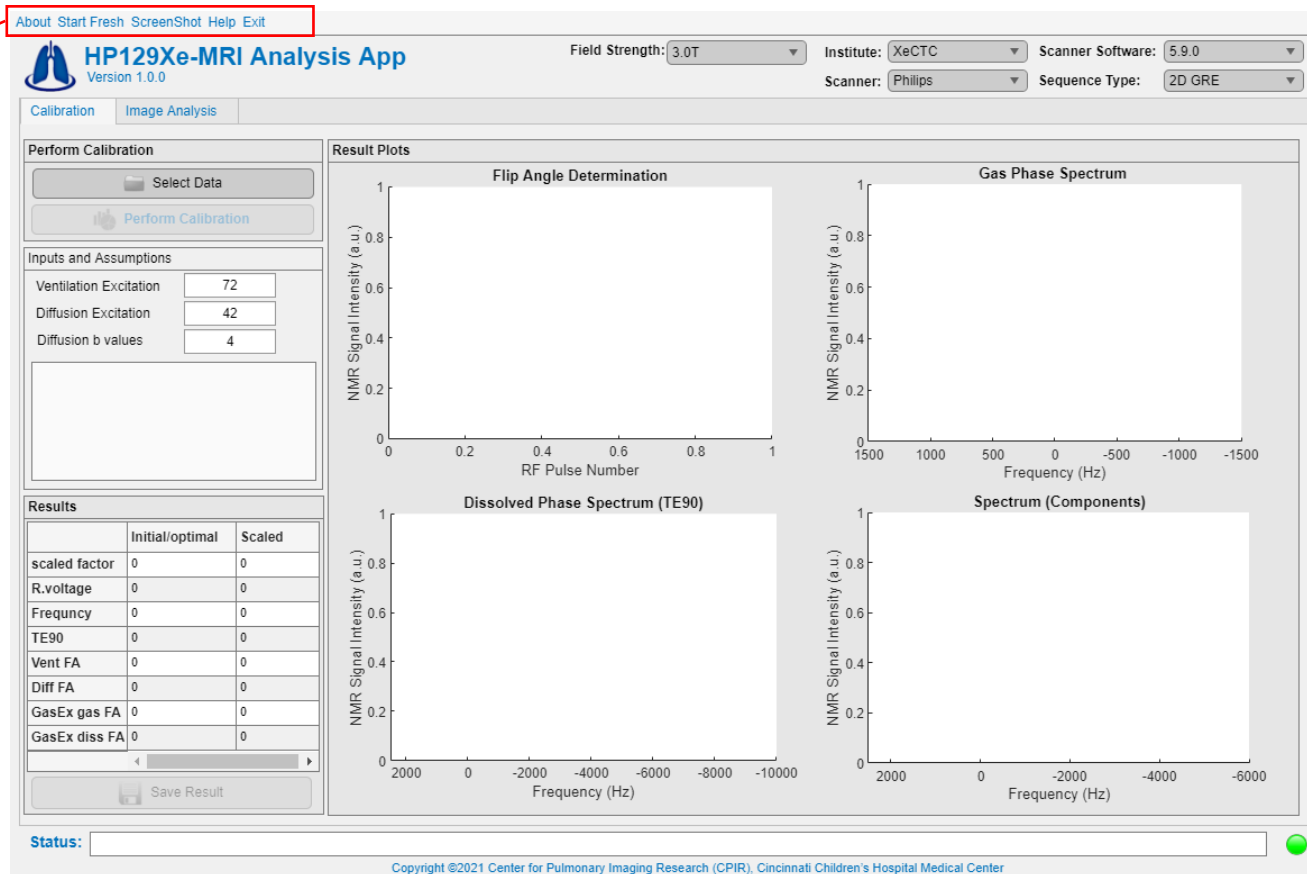 About Start Fresh ScreenShot Help Exit
HP129Xe-MRI Analysis App
Version 1.0.0
Field Strength: 3.0T
Institute: XeCTC
Scanner Software: 5.9.0
Scanner: Philips
Sequence Type: 2D GRE
Calibration
Image Analysis
Perform Calibration
Select Data
Perform Calibration
Inputs and Assumptions
Ventilation Excitation 72
Diffusion Excitation 42
Diffusion b values 4
Results
Initial/optimal Scaled
scaled factor 0 0
R.voltage 0 0
Frequncy 0 0
TE90 0 0
Vent FA 0 0
Diff FA 0 0
GasEx gas FA 0 0
GasEx diss FA 0 0
Save Result
Result Plots
Flip Angle Determination
NMR Signal Intensity (a.u.)
1
0.8
0.6
0.4
0.2
0
0 0.2 0.4 0.6 0.8 1
RF Pulse Number
Gas Phase Spectrum
NMR Signal Intensity (a.u.)
1
0.8
0.6
0.4
0.2
0
1500 1000 500 0 -500 -1000 -1500
Frequency (Hz)
Dissolved Phase Spectrum (TE90)
NMR Signal Intensity (a.u.)
1
0.8
0.6
0.4
0.2
0
2000 0 -2000 -4000 -6000 -8000 -10000
Frequency (Hz)
Spectrum (Components)
NMR Signal Intensity (a.u.)
1
0.8
0.6
0.4
0.2
0
2000 0 -2000 -4000 -6000
Frequency (Hz)
Status:
Copyright ©2021 Center for Pulmonary Imaging Research (CPIR), Cincinnati Children's Hospital Medical Center